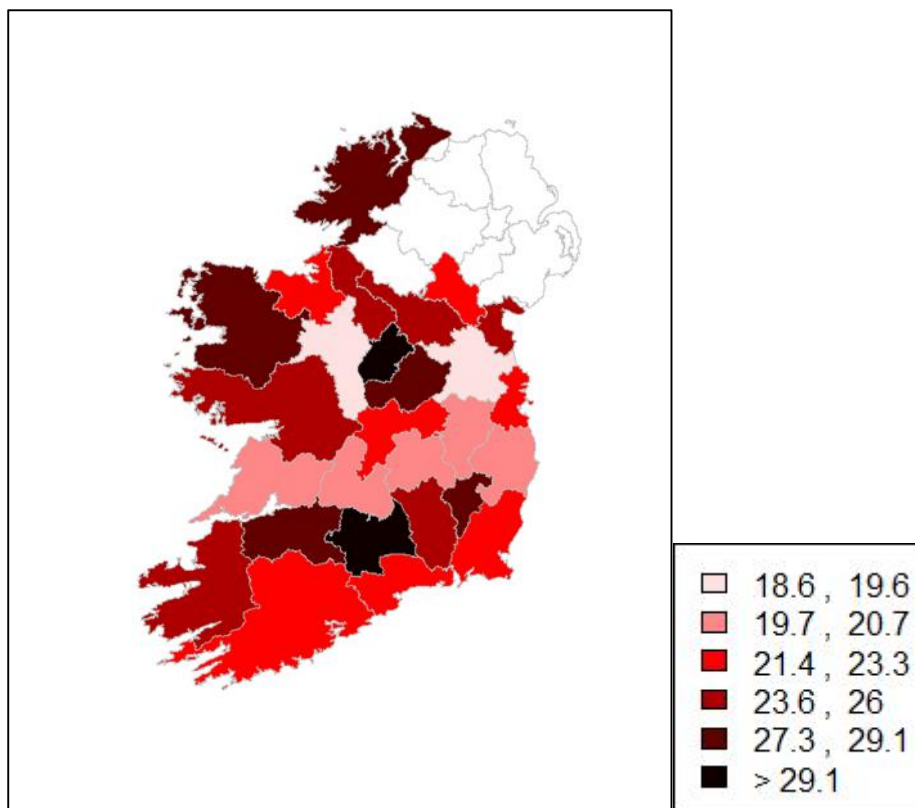 18.6 , 19.6
19.7 , 20.7
21.4 , 23.3
23.6 , 26
27.3 , 29.1
> 29.1